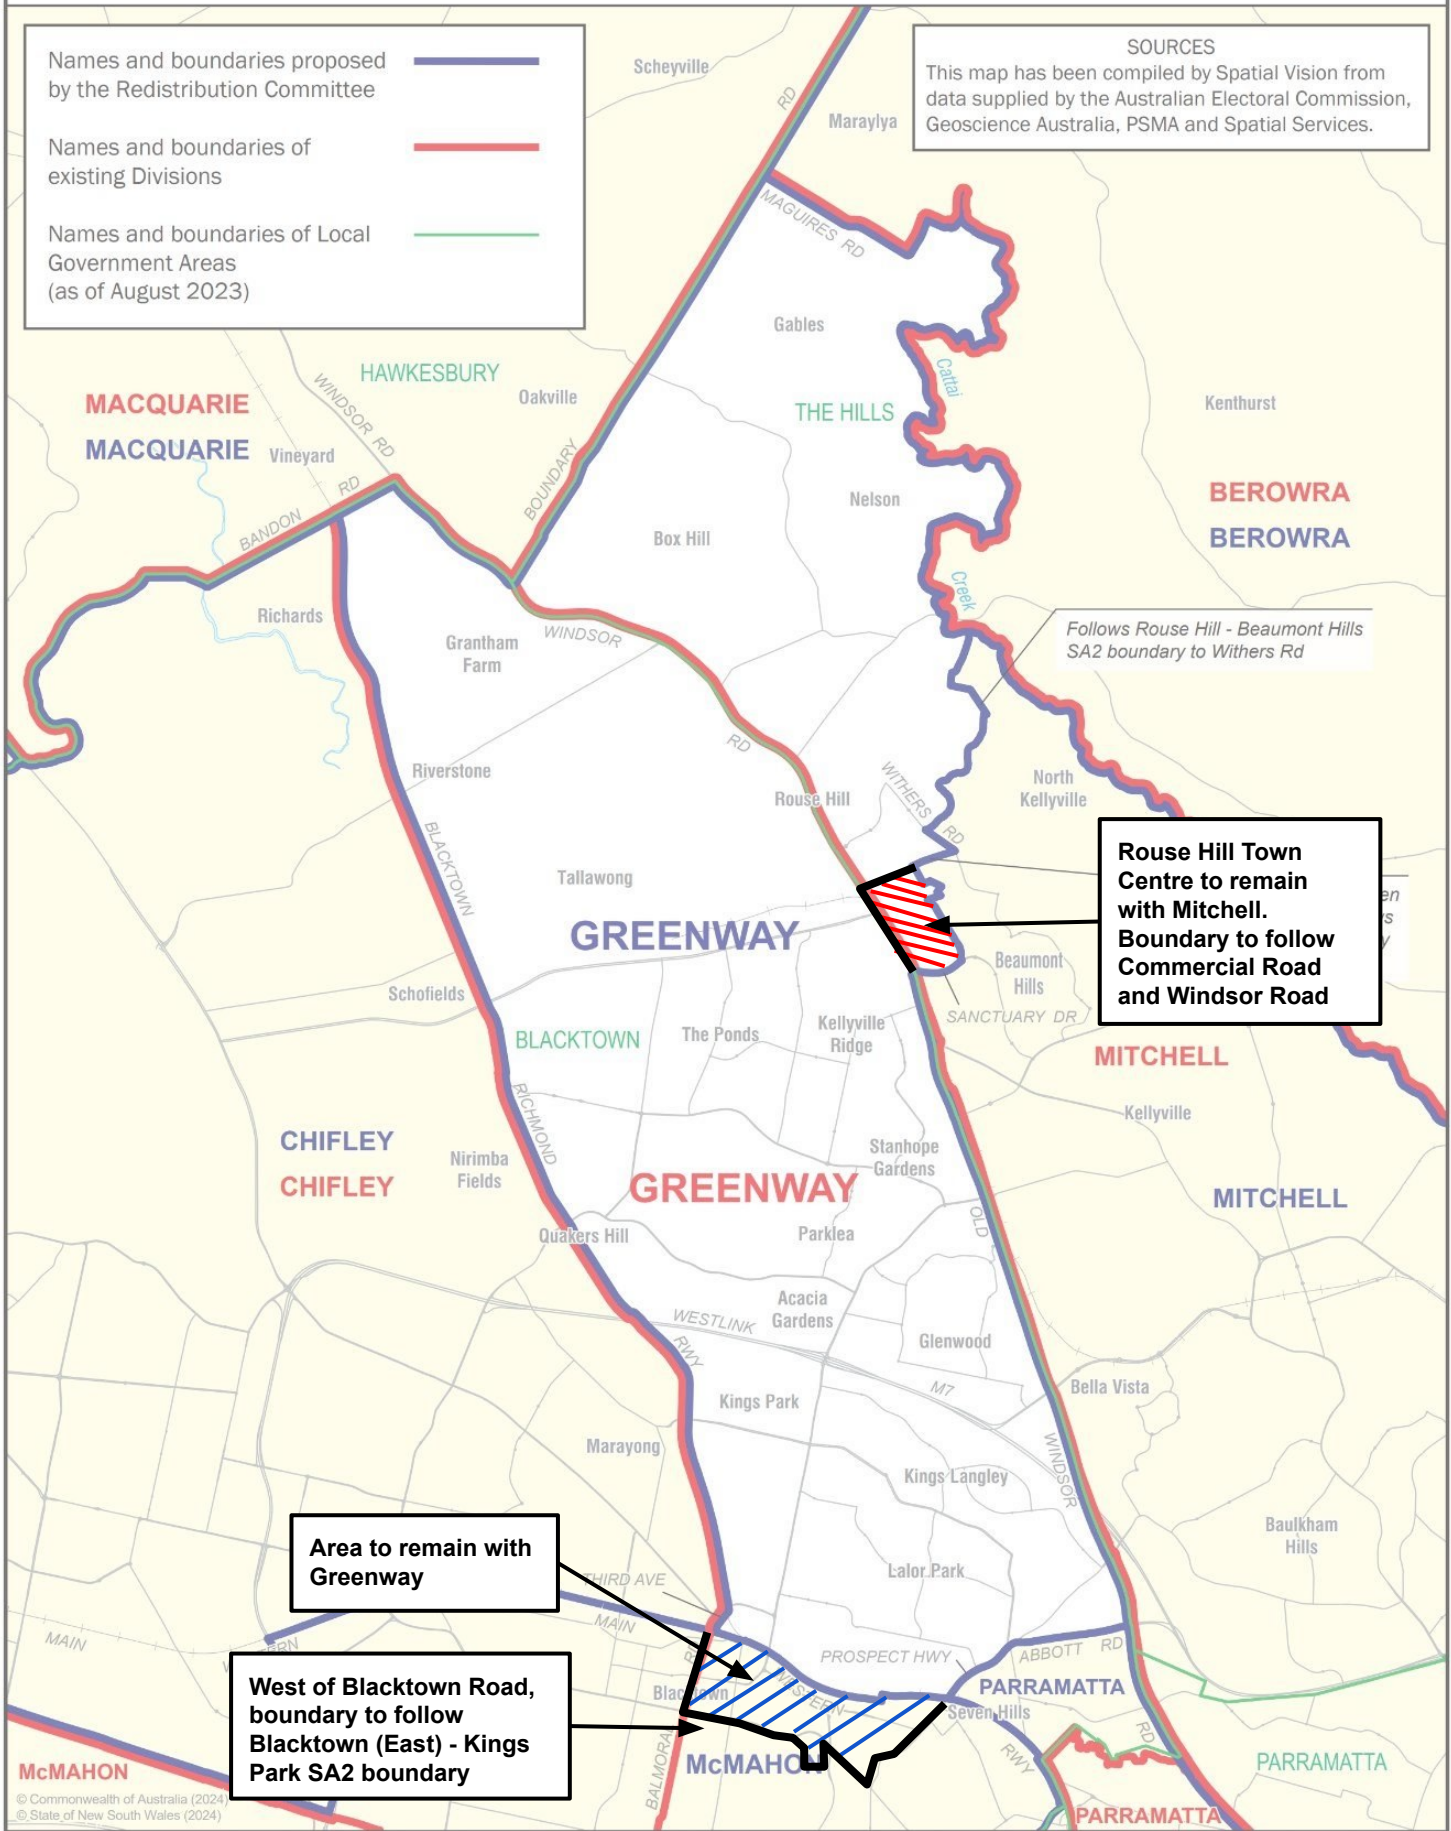 Names and boundaries proposed
by the Redistribution Committee
Names and boundaries of
existing Divisions
Names and boundaries of Local
Government Areas
(as of August 2023)
SOURCES
This map has been compiled by Spatial Vision from
data supplied by the Australian Electoral Commission,
Geoscience Australia, PSMA and Spatial Services.
Scheyville
RD
Maraylya
MAGUIRES RD
Gables
HAWKESBURY
Oakville
Cattai
WINDSOR RD
MACQUARIE
MACQUARIE
THE HILLS
Kenthurst
Vineyard
RD
BANDON
BOUNDARY
Nelson
BEROWRA
BEROWRA
Box Hill
Creek
Richards
Grantham
Farm
WINDSOR
Follows Rouse Hill - Beaumont Hills
SA2 boundary to Withers Rd
RD
Riverstone
Rouse Hill
WITHERS RD
North
Kellyville
BLACKTOWN
Tallawong
Rouse Hill Town
Centre to remain
with Mitchell.
Boundary to follow
Commercial Road
and Windsor Road
en
GREENWAY
Beaumont
Hills
Schofields
SANCTUARY DR
BLACKTOWN
The Ponds
Kellyville
Ridge
MITCHELL
RICHMOND
Kellyville
CHIFLEY
CHIFLEY
Nirimba
Fields
Stanhope
Gardens
GREENWAY
MITCHELL
OLD
Quakers Hill
Parklea
Acacia
Gardens
WESTLINK
RWY
Glenwood
M7
Bella Vista
Kings Park
Marayong
WINDSOR
Kings Langley
Baulkham
Hills
Area to remain with
Greenway
Lalor Park
THIRD AVE
MAIN
MAIN
WESTERN
PROSPECT HWY
ABBOTT RD
West of Blacktown Road,
boundary to follow
Blacktown (East) - Kings
Park SA2 boundary
Blacktown
PARRAMATTA
Seven Hills
RWY
RD
McMAHON
BALMORAL
McMAHON
PARRAMATTA
PARRAMATTA
© Commonwealth of Australia (2024)
© State of New South Wales (2024)